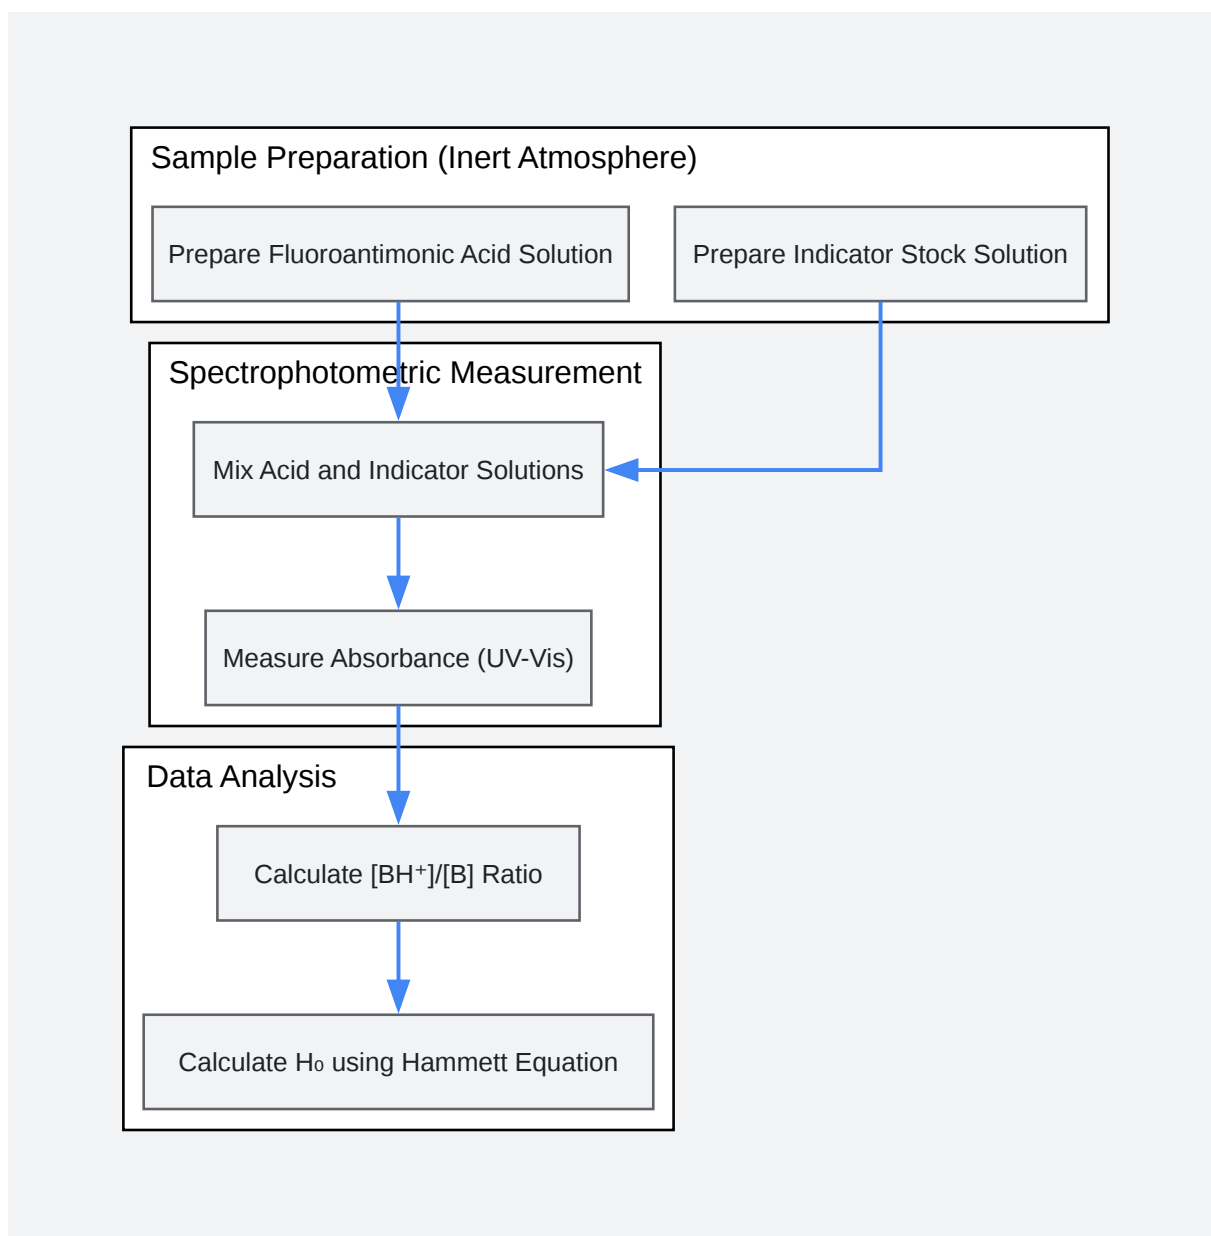 Sample Preparation (Inert Atmosphere)
Prepare Fluoroantimonic Acid Solution
Prepare Indicator Stock Solution
Spectrophotometric Measurement
Mix Acid and Indicator Solutions
Measure Absorbance (UV-Vis)
Data Analysis
Calculate [BH⁺]/[B] Ratio
Calculate H₀ using Hammett Equation